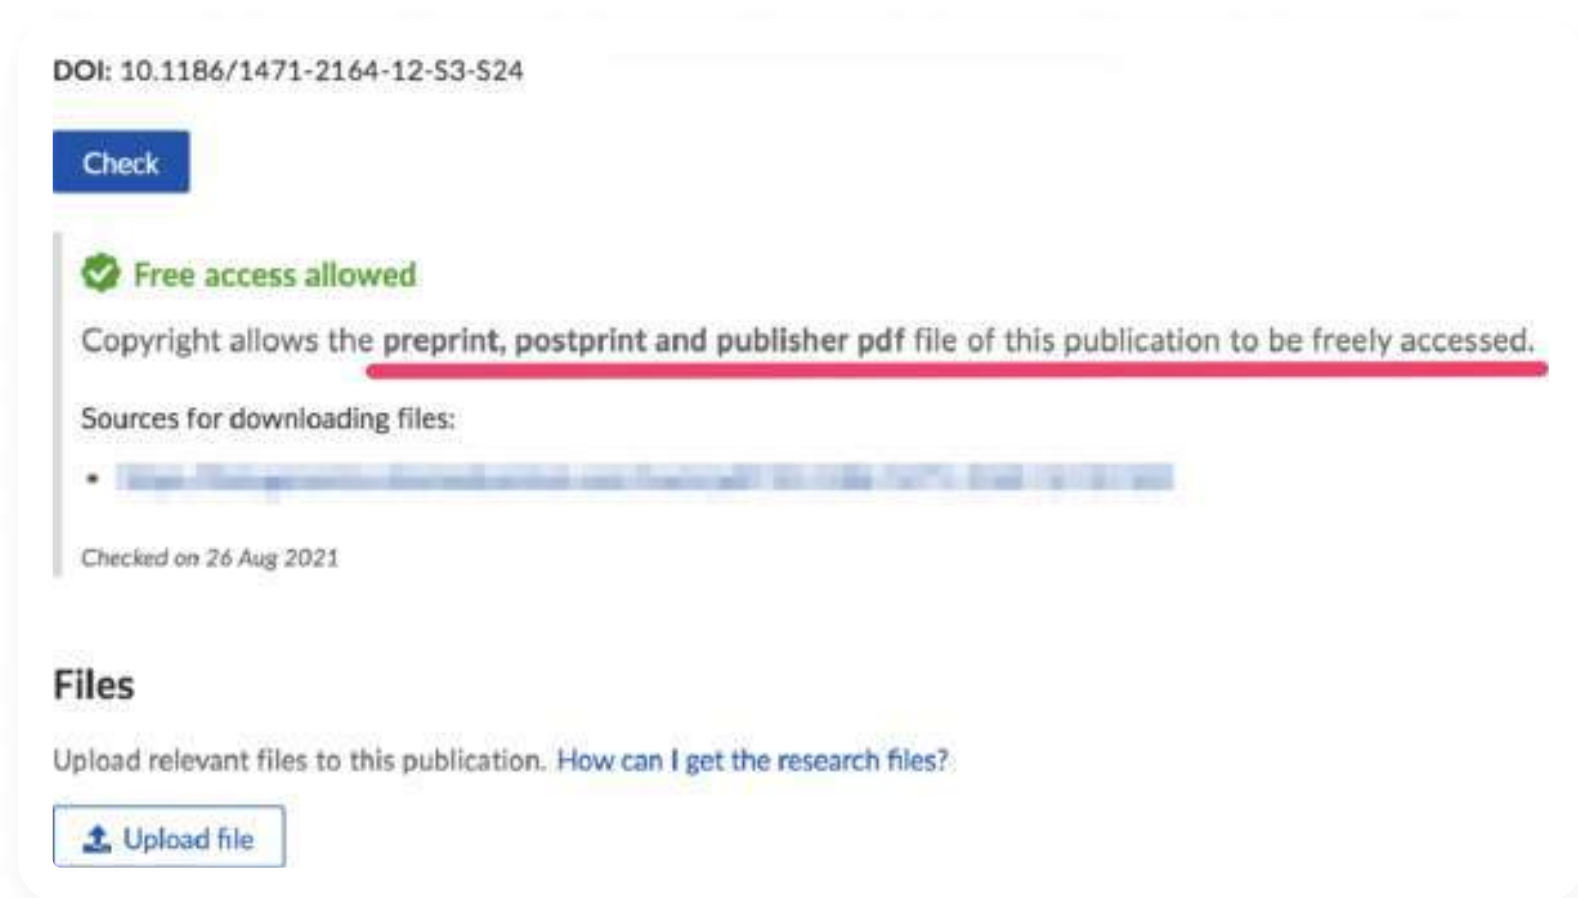 DOI: 10.1186/1471-2164-12-S3-S24
Check
Free access allowed
Copyright allows the preprint, postprint and publisher pdf file of this publication to be freely accessed.
Sources for downloading files:
Checked on 26 Aug 2021
Files
Upload relevant files to this publication. How can I get the research files?
Upload file